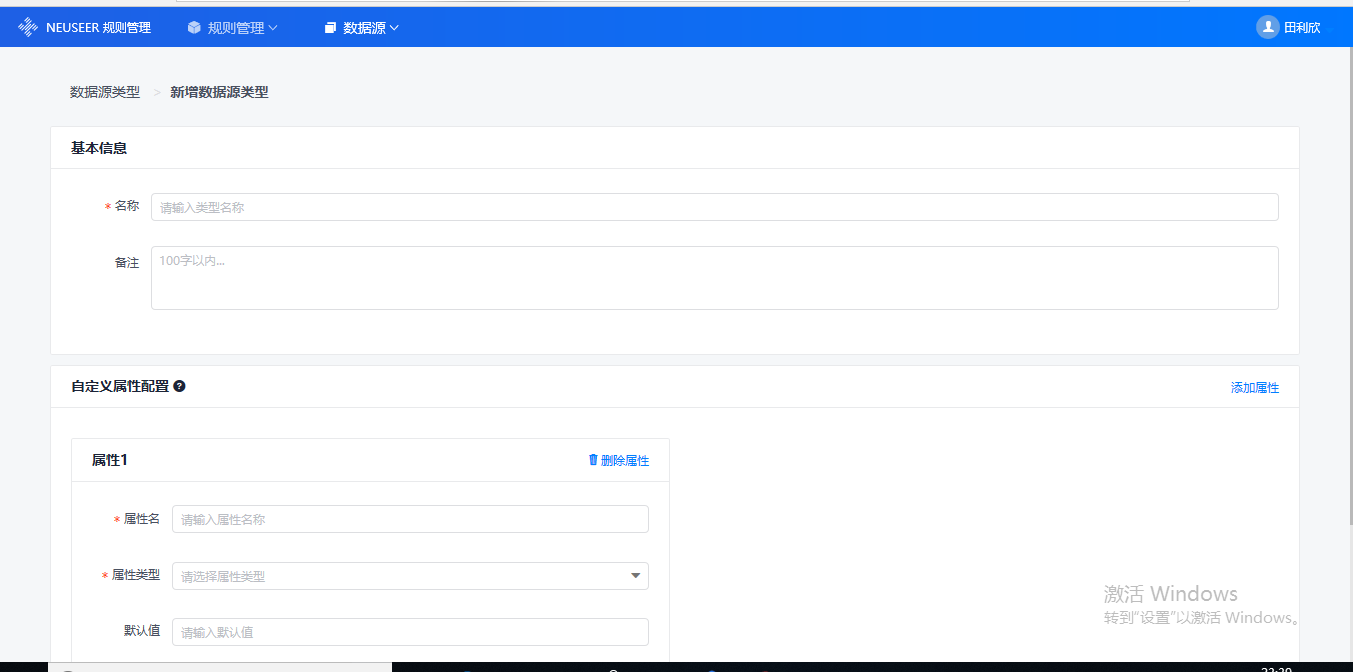 NEUSEER 规则管理 规则管理 数据源 田利欣
数据源类型 > 新增数据源类型
基本信息
* 名称 请输入类型名称
备注 100字以内...
自定义属性配置 ? 添加属性
属性1 删除属性
* 属性名 请输入属性名称
* 属性类型 请选择属性类型
默认值 请输入默认值
激活 Windows
转到"设置"以激活 Windows。